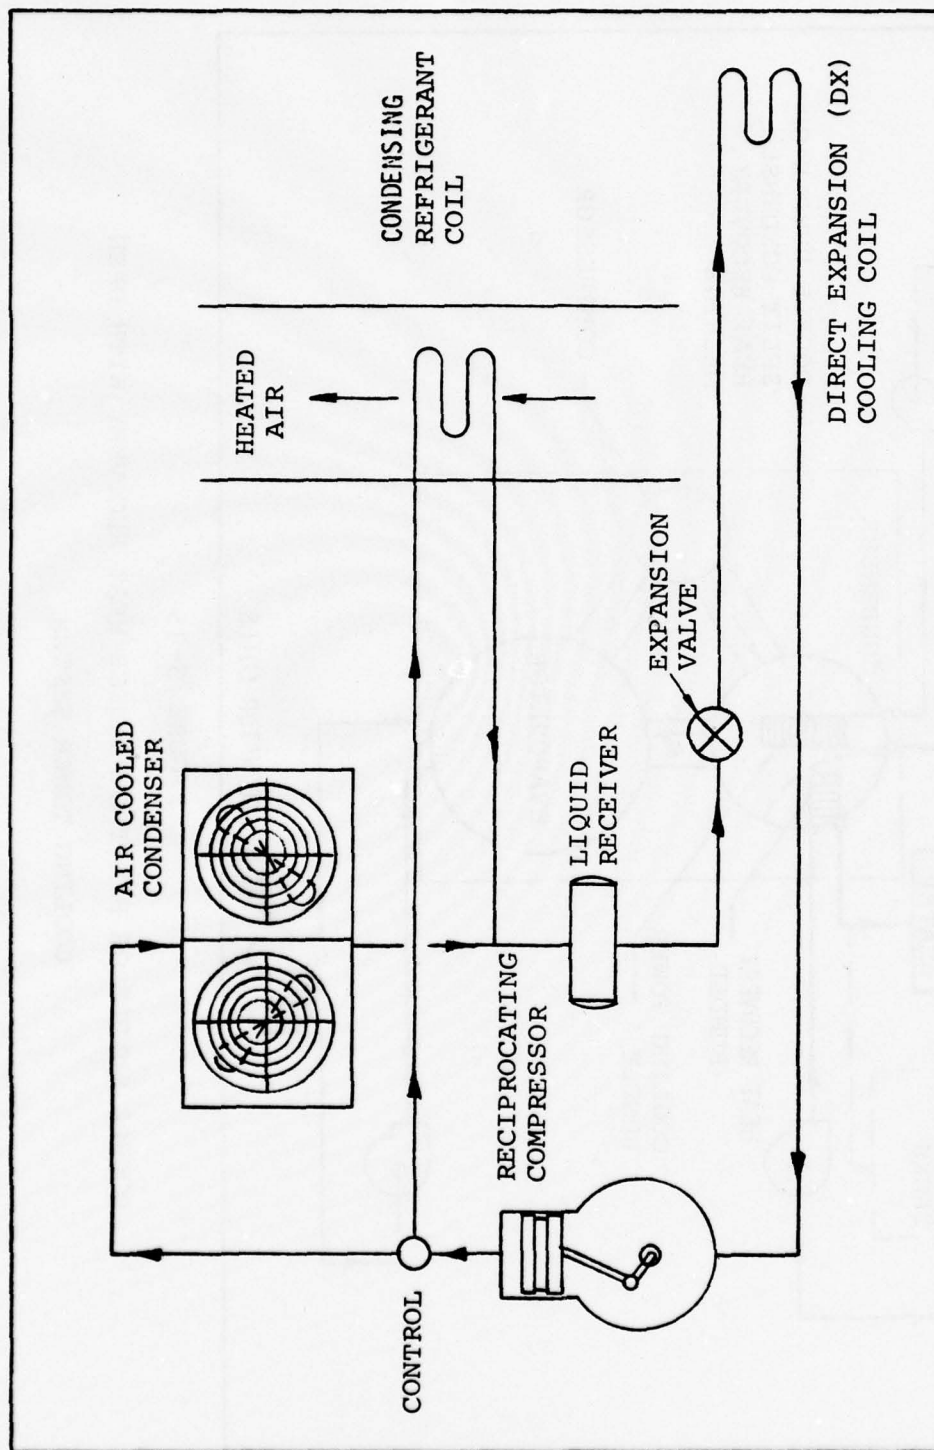 AIR COOLED
CONDENSER
HEATED
AIR
CONDENSING
REFRIGERANT
COIL
CONTROL
RECIPROCATING
COMPRESSOR
LIQUID
RECEIVER
EXPANSION
VALVE
DIRECT EXPANSION (DX)
COOLING COIL